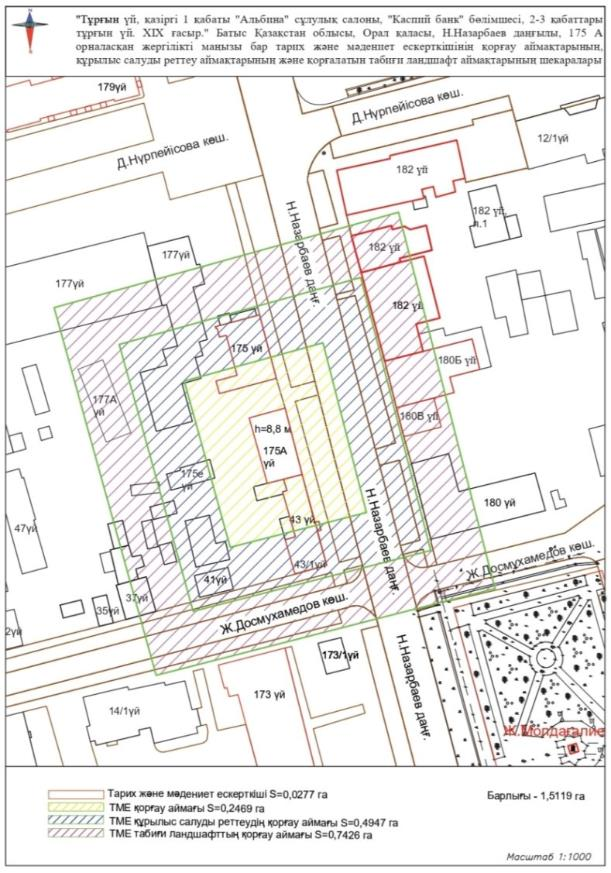 "Тұрғын үй, қазіргі 1 қабаты "Альбина" сұлулық салоны, "Каспий банк" бөлімшесі, 2-3 қабаттары
тұрғын үй. XIX ғасыр." Батыс Қазақстан облысы, Орал қаласы, Н.Назарбаев даңғылы, 175 А
орналасқан жергілікті маңызы бар тарих және мәдениет ескерткішінің қорғау аймақтарының,
құрылыс салуды реттеу аймақтарының және қорғалатын табиғи ландшафт аймақтарының шекаралары
179үй
Д.Нүрпейісова көш.
Д.Нүрпейісова көш.
12/1үй
182 үй
182 үй,
л.1
Н.Назарбаев даңғ.
177үй
182 үй
177үй
182 үй
175 үй
180Б үй
177А
үй
180В үй
h=8,8 м
175А
үй
175е
үй
180 үй
43 үй
Н.Назарбаев даңғ.
47үй
43/1үй
Ж.Досмұхамедов көш.
41үй
37үй
35үй
2үй
Ж.Досмұхамедов көш.
173/1үй
Н.Назарбаев даңғ.
173 үй
14/1үй
Ж.Молдағалие
Тарих және мәдениет ескерткіші S=0,0277 га
Барлығы - 1,5119 га
ТМЕ қорғау аймағы S=0,2469 га
ТМЕ құрылыс салуды реттеудің қорғау аймағы S=0,4947 га
ТМЕ табиғи ландшафттың қорғау аймағы S=0,7426 га
Масштаб 1:1000